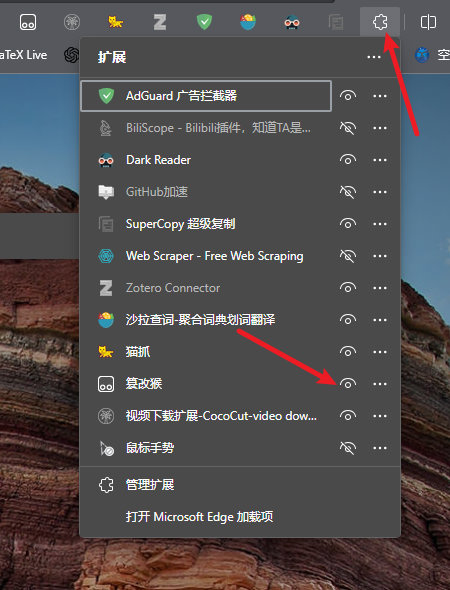 aTeX Live
空
扩展
AdGuard 广告拦截器
BiliScope - Bilibili插件，知道TA是...
Dark Reader
GitHub加速
SuperCopy 超级复制
Web Scraper - Free Web Scraping
Zotero Connector
沙拉查词-聚合词典划词翻译
猫抓
篡改猴
视频下载扩展-CocoCut-video dow...
鼠标手势
管理扩展
打开 Microsoft Edge 加载项